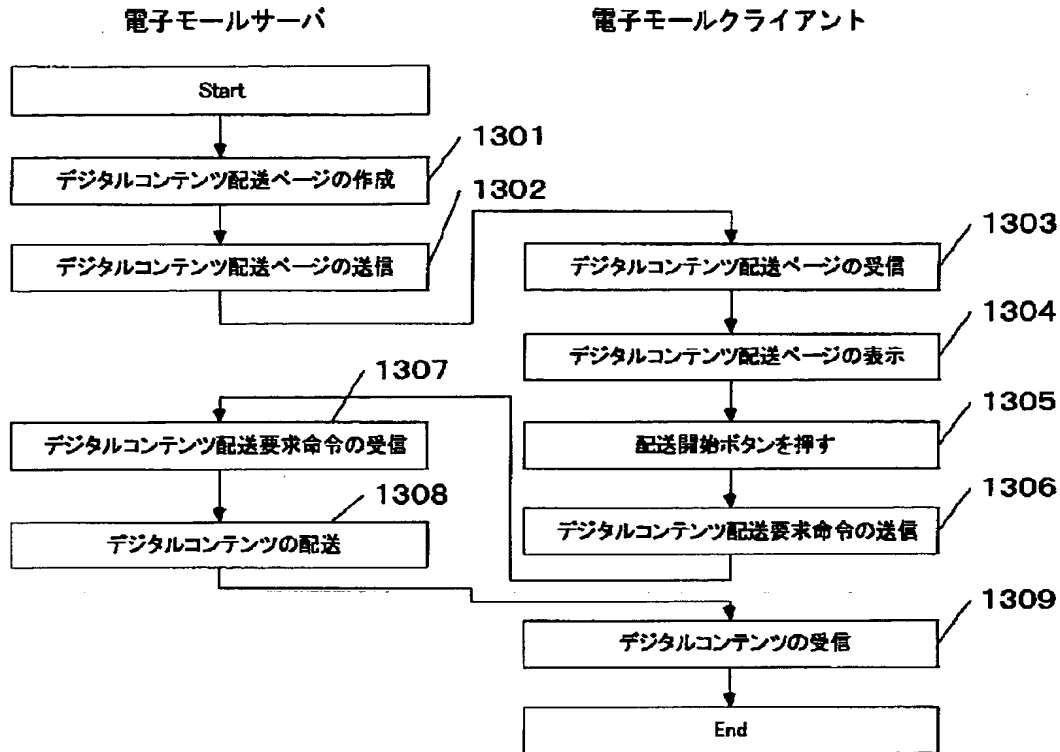 電子モールサーバ
電子モールクライアント
Start
1301
デジタルコンテンツ配送ページの作成
1302
デジタルコンテンツ配送ページの送信
1303
デジタルコンテンツ配送ページの受信
1304
デジタルコンテンツ配送ページの表示
1307
デジタルコンテンツ配送要求命令の受信
1305
配送開始ボタンを押す
1308
デジタルコンテンツの配送
1306
デジタルコンテンツ配送要求命令の送信
1309
デジタルコンテンツの受信
End